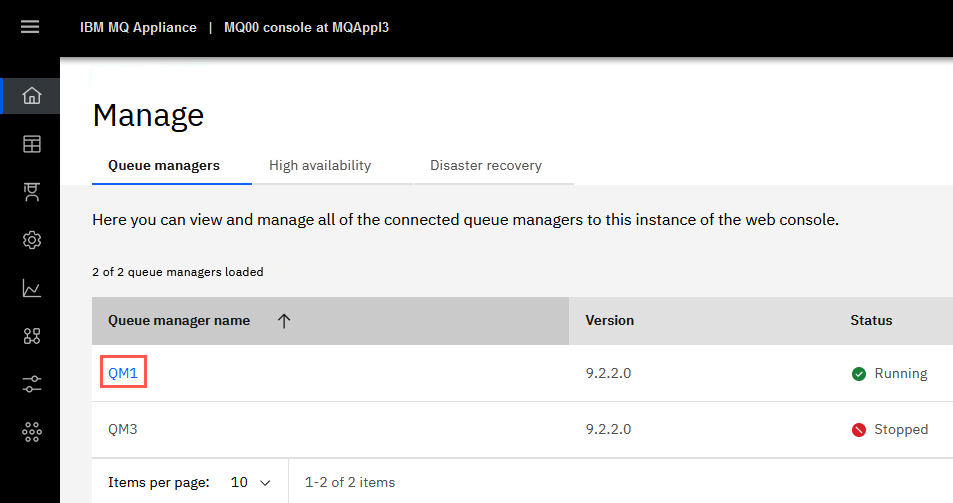 IBM MQ Appliance | MQ00 console at MQAppl3
Manage
Queue managers High availability Disaster recovery
Here you can view and manage all of the connected queue managers to this instance of the web console.
2 of 2 queue managers loaded
Queue manager name Version Status
QM1 9.2.2.0 Running
QM3 9.2.2.0 Stopped
Items per page: 10 1-2 of 2 items